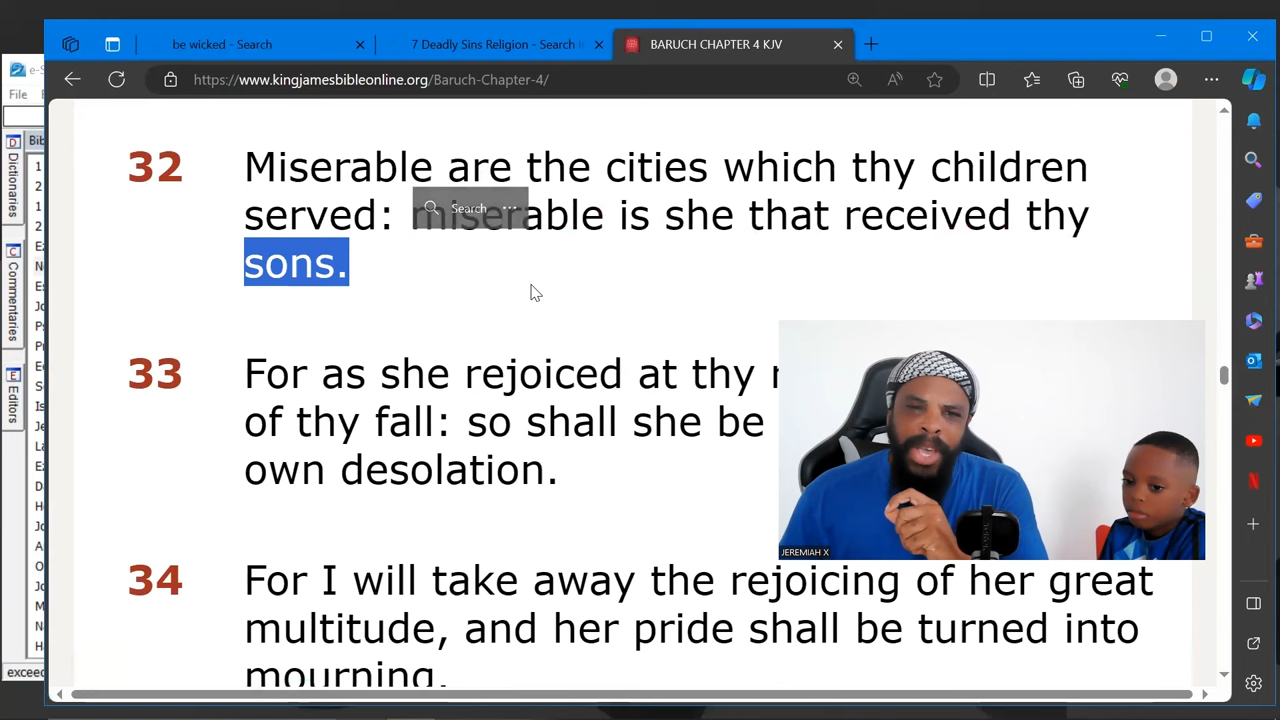 be wicked - Search
7 Deadly Sins Religion - Search
BARUCH CHAPTER 4 KJV
File
https://www.kingjamesbibleonline.org/Baruch-Chapter-4/
Dictionaries
Commentaries
Editors
32 Miserable are the cities which thy children
served: miserable is she that received thy
sons.
Search
33 For as she rejoiced at thy
of thy fall: so shall she be
own desolation.
JEREMIAH X
34 For I will take away the rejoicing of her great
multitude, and her pride shall be turned into
mourning.